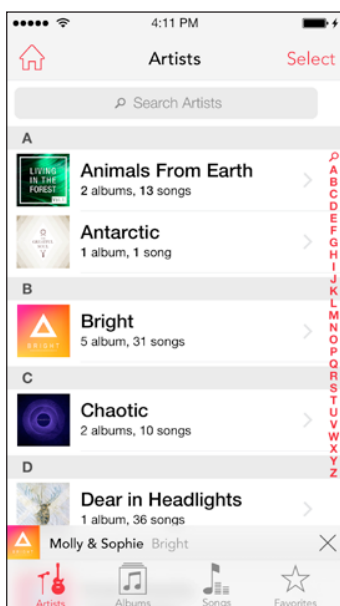 4:11 PM
Artists
Select
Search Artists
A
LIVING
IN THE
FOREST
Animals From Earth
2 albums, 13 songs
Antarctic
1 album, 1 song
B
BRIGHT
Bright
5 album, 31 songs
C
Chaotic
2 albums, 10 songs
D
Dear in Headlights
1 album, 36 songs
A
B
C
D
E
F
G
H
I
J
K
L
M
N
O
P
Q
R
S
T
U
V
W
X
Y
Z
Molly & Sophie Bright
Artists
Albums
Songs
Favorites